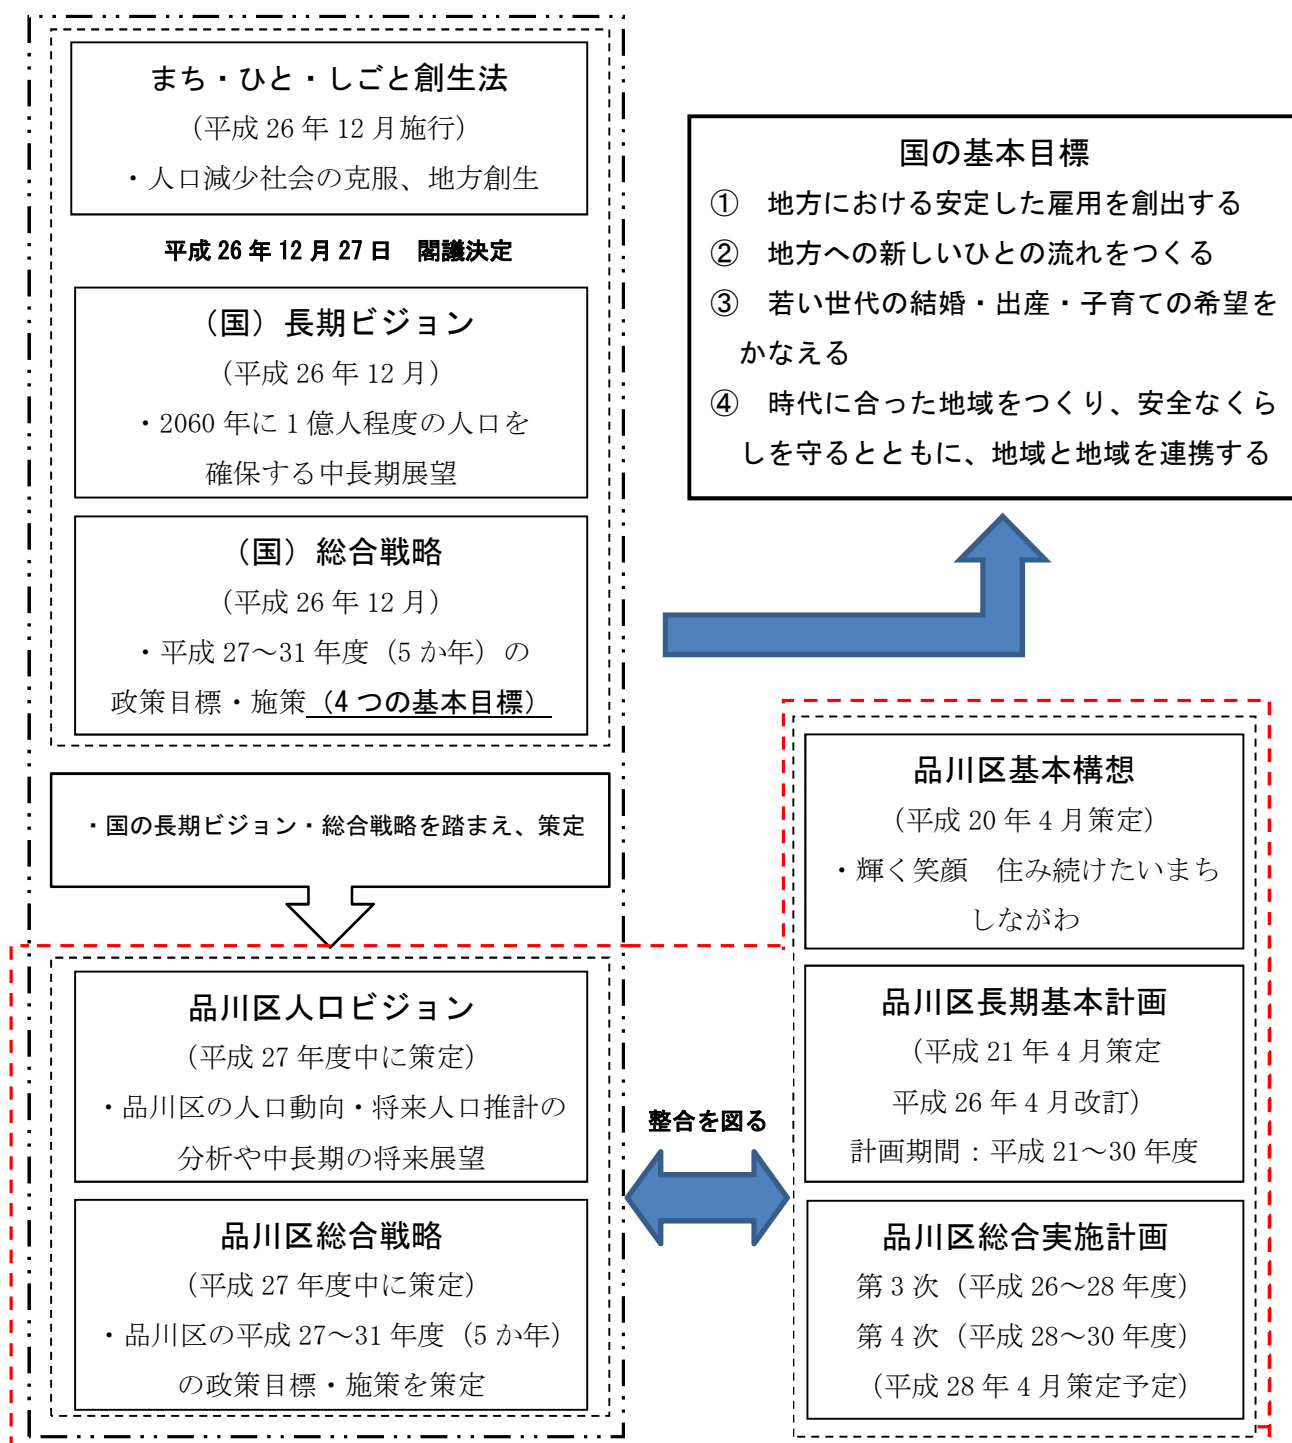 まち・ひと・しごと創生法
（平成 26 年 12 月施行）
・人口減少社会の克服、地方創生
平成 26 年 12 月 27 日　閣議決定
（国）長期ビジョン
（平成 26 年 12 月）
・2060 年に 1 億人程度の人口を
確保する中長期展望
（国）総合戦略
（平成 26 年 12 月）
・平成 27～31 年度（5 か年）の
政策目標・施策（4 つの基本目標）
国の基本目標
①　地方における安定した雇用を創出する
②　地方への新しいひとの流れをつくる
③　若い世代の結婚・出産・子育ての希望を
かなえる
④　時代に合った地域をつくり、安全なくら
しを守るとともに、地域と地域を連携する
・国の長期ビジョン・総合戦略を踏まえ、策定
品川区人口ビジョン
（平成 27 年度中に策定）
・品川区の人口動向・将来人口推計の
分析や中長期の将来展望
品川区総合戦略
（平成 27 年度中に策定）
・品川区の平成 27～31 年度（5 か年）
の政策目標・施策を策定
整合を図る
品川区基本構想
（平成 20 年 4 月策定）
・輝く笑顔　住み続けたいまち
しながわ
品川区長期基本計画
（平成 21 年 4 月策定
平成 26 年 4 月改訂）
計画期間：平成 21～30 年度
品川区総合実施計画
第 3 次（平成 26～28 年度）
第 4 次（平成 28～30 年度）
（平成 28 年 4 月策定予定）